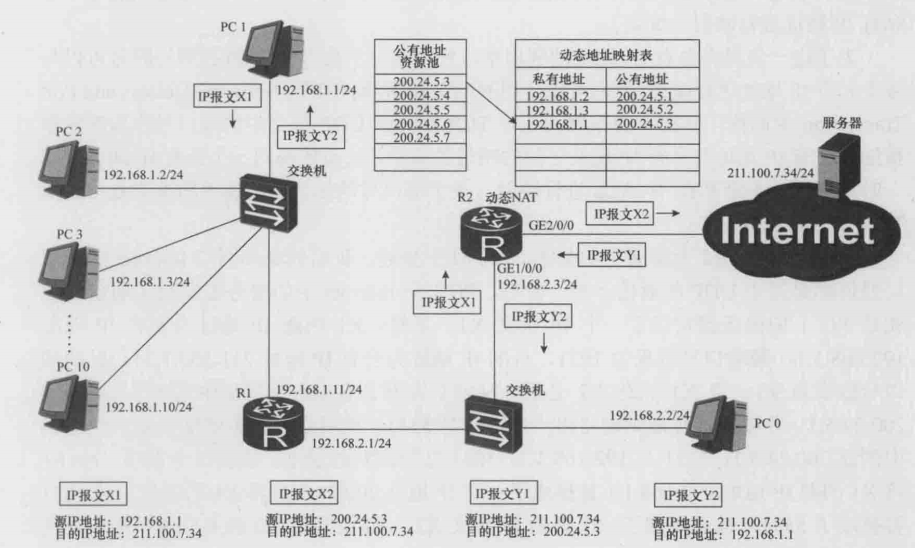 PC 1
192.168.1.1/24
IP报文X1
IP报文Y2
公有地址
资源池
200.24.5.3
200.24.5.4
200.24.5.5
200.24.5.6
200.24.5.7
动态地址映射表
私有地址 公有地址
192.168.1.2 200.24.5.1
192.168.1.3 200.24.5.2
192.168.1.1 200.24.5.3
服务器
211.100.7.34/24
PC 2
192.168.1.2/24
交换机
R2 动态NAT
IP报文X2
GE2/0/0
R
Internet
PC 3
192.168.1.3/24
IP报文Y1
GE1/0/0
192.168.2.3/24
IP报文X1
IP报文Y2
PC 10
192.168.1.10/24
R1
192.168.1.11/24
R
192.168.2.1/24
交换机
192.168.2.2/24
PC 0
IP报文X1
源IP地址：192.168.1.1
目的IP地址：211.100.7.34
IP报文X2
源IP地址：200.24.5.3
目的IP地址：211.100.7.34
IP报文Y1
源IP地址：211.100.7.34
目的IP地址：200.24.5.3
IP报文Y2
源IP地址：211.100.7.34
目的IP地址：192.168.1.1